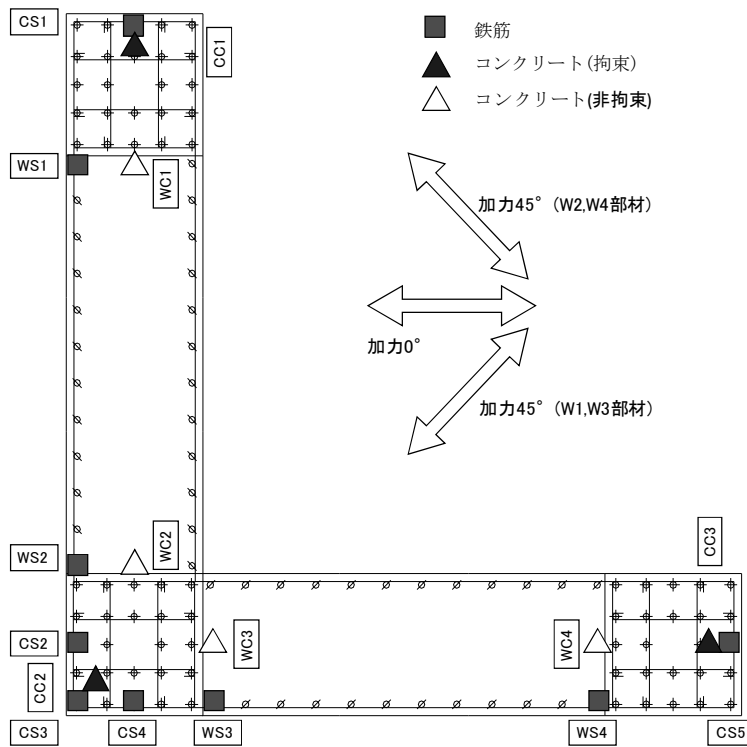 CS1
CC1
鉄筋
コンクリート(拘束)
コンクリート(非拘束)
WS1
WC1
加力45°（W2,W4部材）
加力0°
加力45°（W1,W3部材）
WS2
WC2
CC3
CS2
WC3
WC4
CC2
CS3
CS4
WS3
WS4
CS5